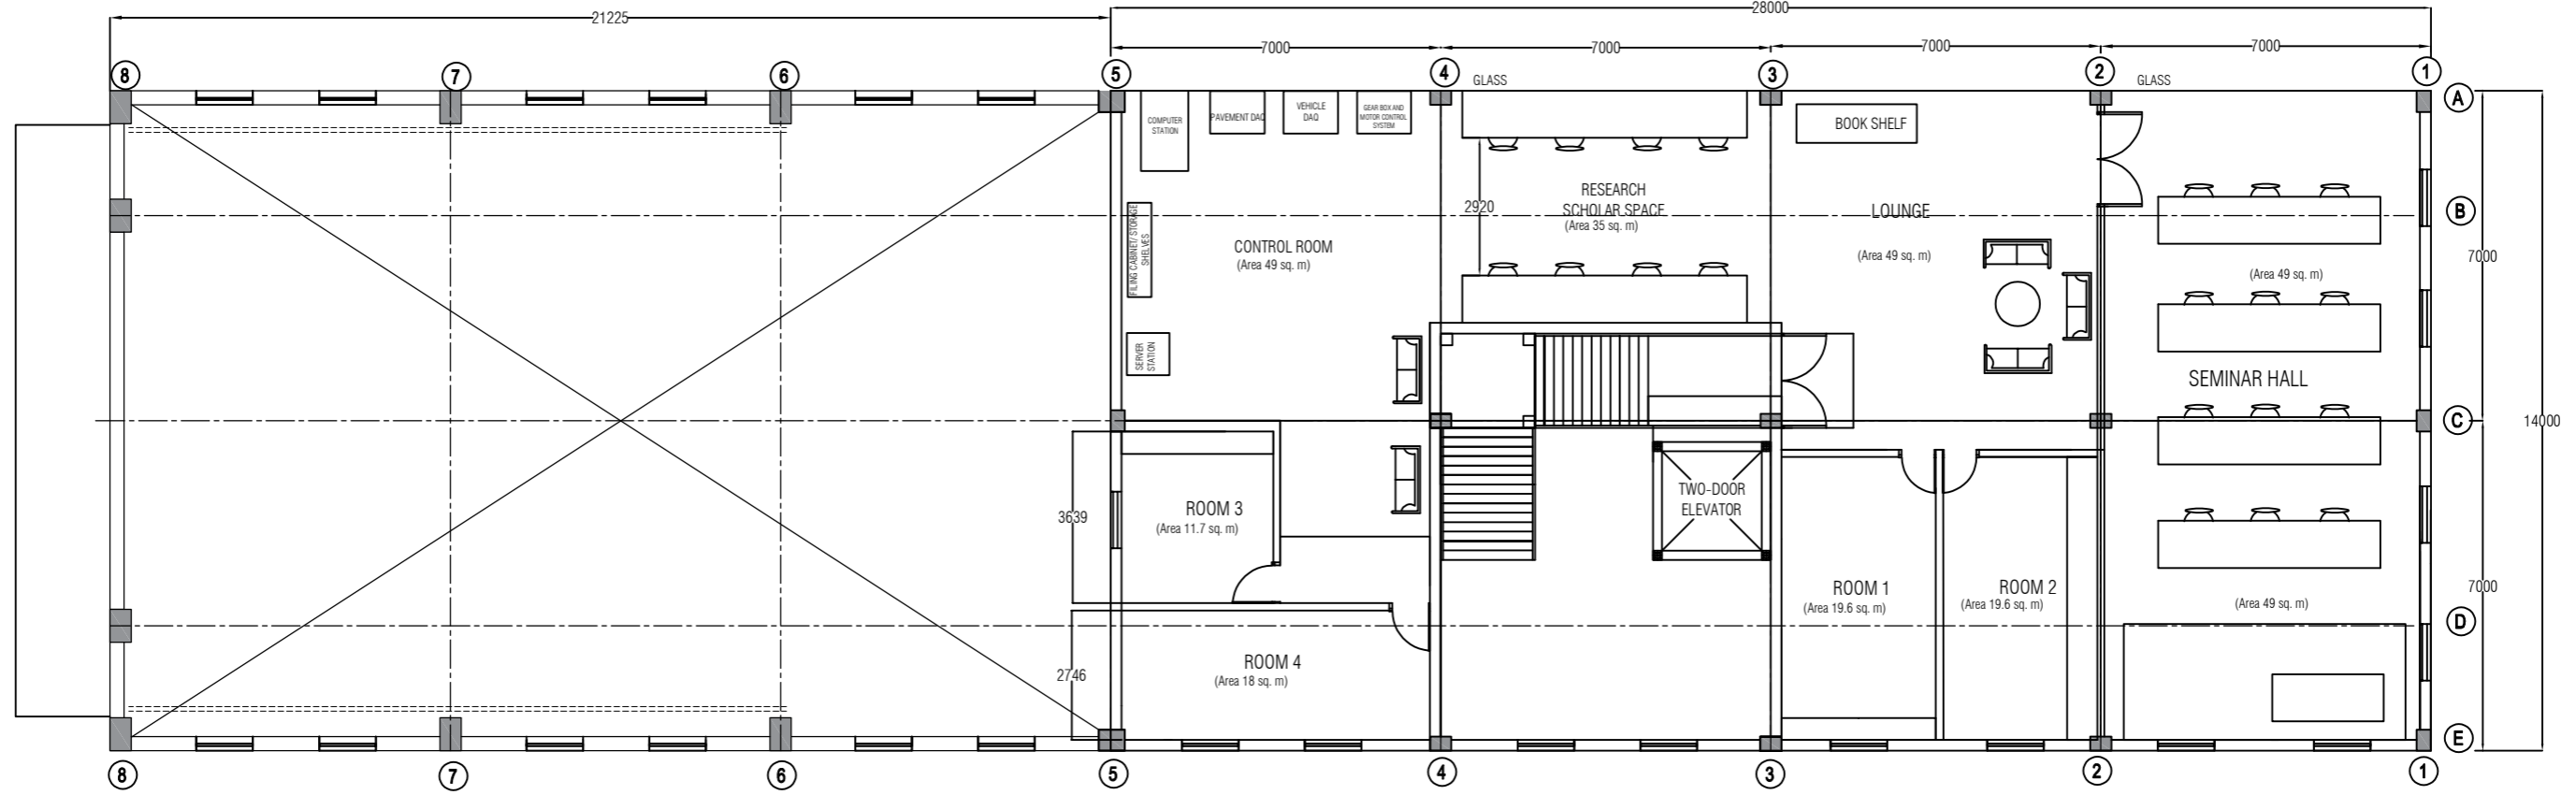 21225
28000
7000
7000
7000
7000
8
7
6
5
4
GLASS
3
2
GLASS
1
A
COMPUTER
STATION
PAVEMENT DAQ
VEHICLE
DAQ
GEAR BOX AND
MOTOR CONTROL
SYSTEM
BOOK SHELF
RESEARCH
SCHOLAR SPACE
(Area 35 sq. m)
2920
LOUNGE
(Area 49 sq. m)
B
FILING CABINET/ STORAGE
SHELVES
CONTROL ROOM
(Area 49 sq. m)
7000
(Area 49 sq. m)
SERVER
STATION
SEMINAR HALL
C
14000
TWO-DOOR
ELEVATOR
ROOM 3
(Area 11.7 sq. m)
3639
ROOM 1
(Area 19.6 sq. m)
ROOM 2
(Area 19.6 sq. m)
7000
(Area 49 sq. m)
D
ROOM 4
(Area 18 sq. m)
2746
E
8
7
6
5
4
3
2
1